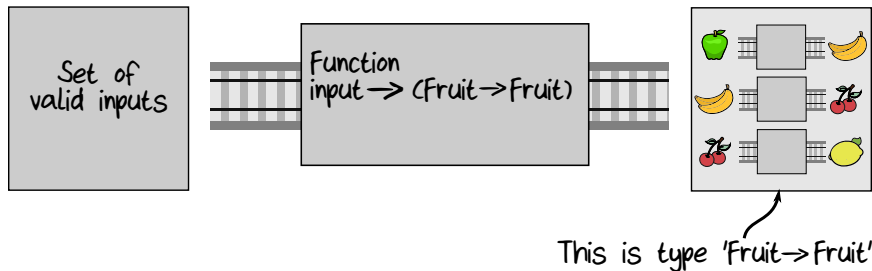 Set of
valid inputs
Function
input → (Fruit→Fruit)
This is type 'Fruit→Fruit'